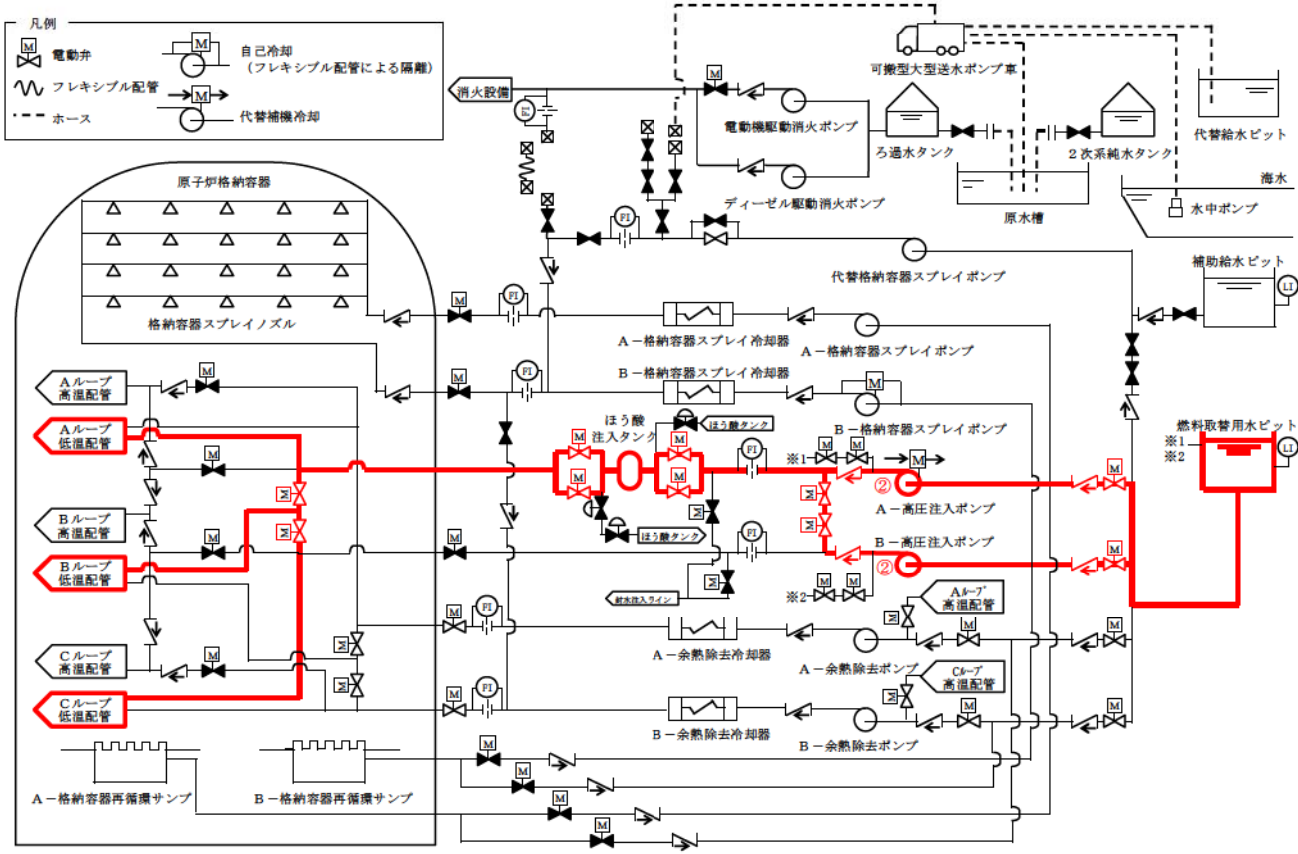 凡例
M
電動弁
フレキシブル配管
ホース
M
自己冷却
（フレキシブル配管による隔離）
M
代替補機冷却
消火設備
M
電動機駆動消火ポンプ
ディーゼル駆動消火ポンプ
可搬型大型送水ポンプ車
ろ過水タンク
2次系純水タンク
代替給水ピット
原水槽
海水
水中ポンプ
原子炉格納容器
格納容器スプレイノズル
FI
代替格納容器スプレイポンプ
補助給水ピット
LI
M
FI
A－格納容器スプレイ冷却器
A－格納容器スプレイポンプ
B－格納容器スプレイ冷却器
M
FI
M
B－格納容器スプレイポンプ
Aループ
高温配管
M
Aループ
低温配管
M
ほう酸
注入タンク
ほう酸タンク
M
M
M
M
FI
※1
M
M
M
②
A－高圧注入ポンプ
M
燃料取替用水ピット
※1
※2
LI
M
M
ほう酸タンク
M
M
M
Bループ
高温配管
M
M
FI
B－高圧注入ポンプ
②
M
Bループ
低温配管
M
封水注入ライン
※2
M
M
Aループ
高温配管
M
M
FI
M
M
M
A－余熱除去冷却器
A－余熱除去ポンプ
Cループ
高温配管
M
M
Cループ
高温配管
Cループ
低温配管
M
FI
M
M
M
B－余熱除去冷却器
B－余熱除去ポンプ
M
M
A－格納容器再循環サンプ
B－格納容器再循環サンプ
M
M